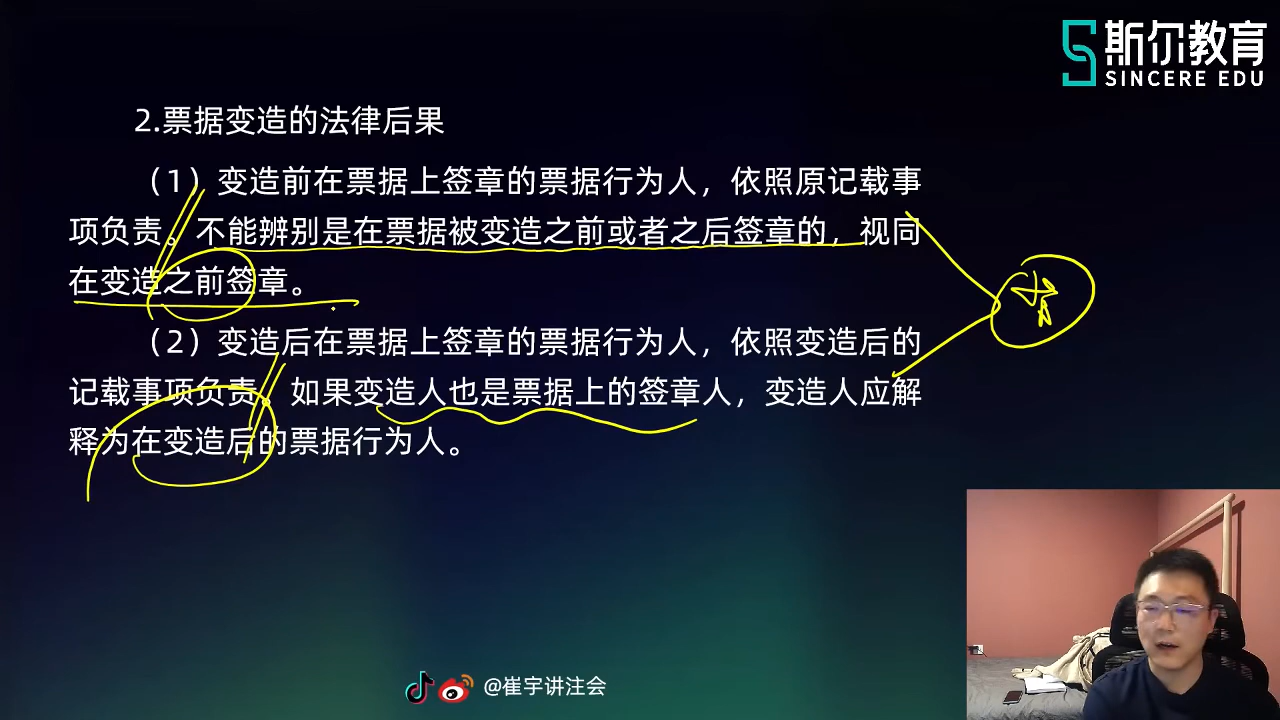 斯尔教育
SINCERE EDU
2.票据变造的法律后果
（1）变造前在票据上签章的票据行为人，依照原记载事
项负责。不能辨别是在票据被变造之前或者之后签章的，视同
在变造之前签章。
（2）变造后在票据上签章的票据行为人，依照变造后的
记载事项负责。如果变造人也是票据上的签章人，变造人应解
释为在变造后的票据行为人。
@崔宇讲注会